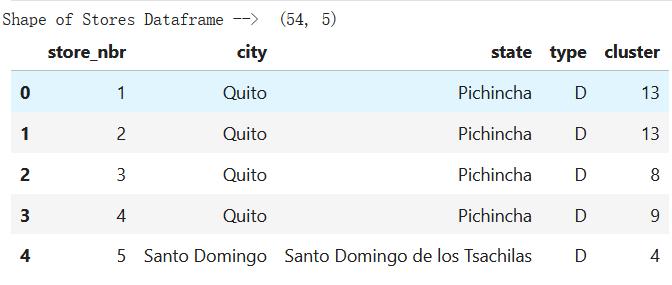 Shape of Stores Dataframe --> (54, 5)
store_nbr city state type cluster
0 1 Quito Pichincha D 13
1 2 Quito Pichincha D 13
2 3 Quito Pichincha D 8
3 4 Quito Pichincha D 9
4 5 Santo Domingo Santo Domingo de los Tsachilas D 4